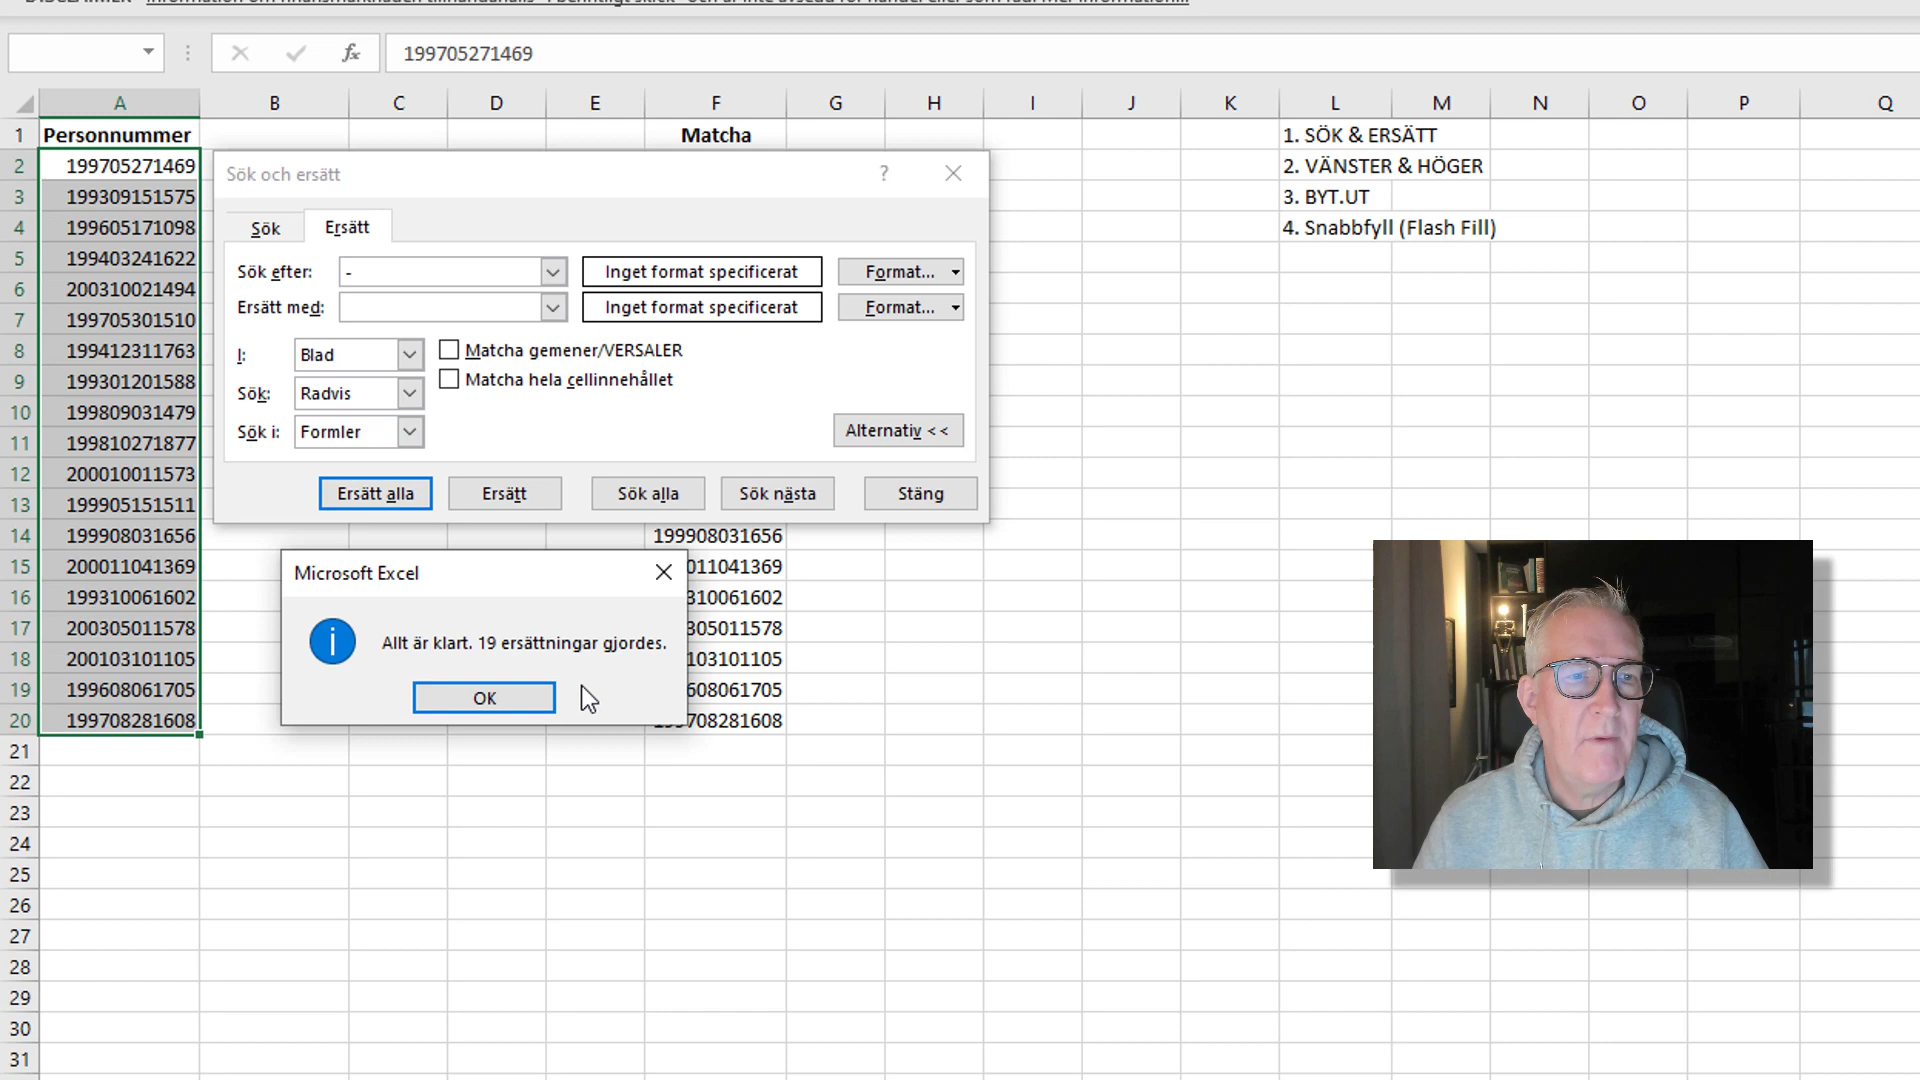 199705271469
A B C D E F G H I J K L M N O P Q
1 Personnummer Matcha 1. SÖK & ERSÄTT
2 199705271469 2. VÄNSTER & HÖGER
3 199309151575 3. BYT.UT
4 199605171098 4. Snabbfyll (Flash Fill)
5 199403241622
6 200310021494
7 199705301510
8 199412311763
9 199301201588
10 199809031479
11 199810271877
12 200010011573
13 199905151511
14 199908031656 199908031656
15 200011041369 011041369
16 199310061602 310061602
17 200305011578 305011578
18 200103101105 103101105
19 199608061705 608061705
20 199708281608 199708281608
21
22
23
24
25
26
27
28
29
30
31
Sök och ersätt ?
Sök Ersätt
Sök efter: - Inget format specificerat Format...
Ersätt med: Inget format specificerat Format...
I: Blad Matcha gemener/VERSALER
Sök: Radvis Matcha hela cellinnehållet
Sök i: Formler Alternativ <<
Ersätt alla Ersätt Sök alla Sök nästa Stäng
Microsoft Excel
Allt är klart. 19 ersättningar gjordes.
OK